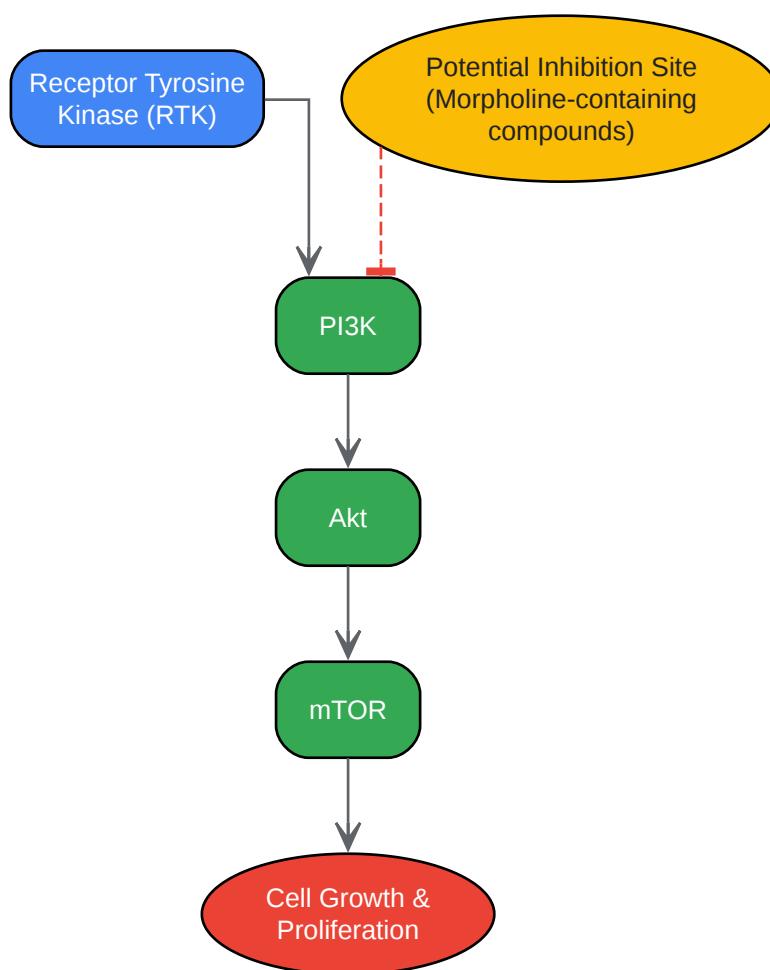 Receptor Tyrosine
Kinase (RTK)
Potential Inhibition Site
(Morpholine-containing
compounds)
PI3K
Akt
mTOR
Cell Growth &
Proliferation